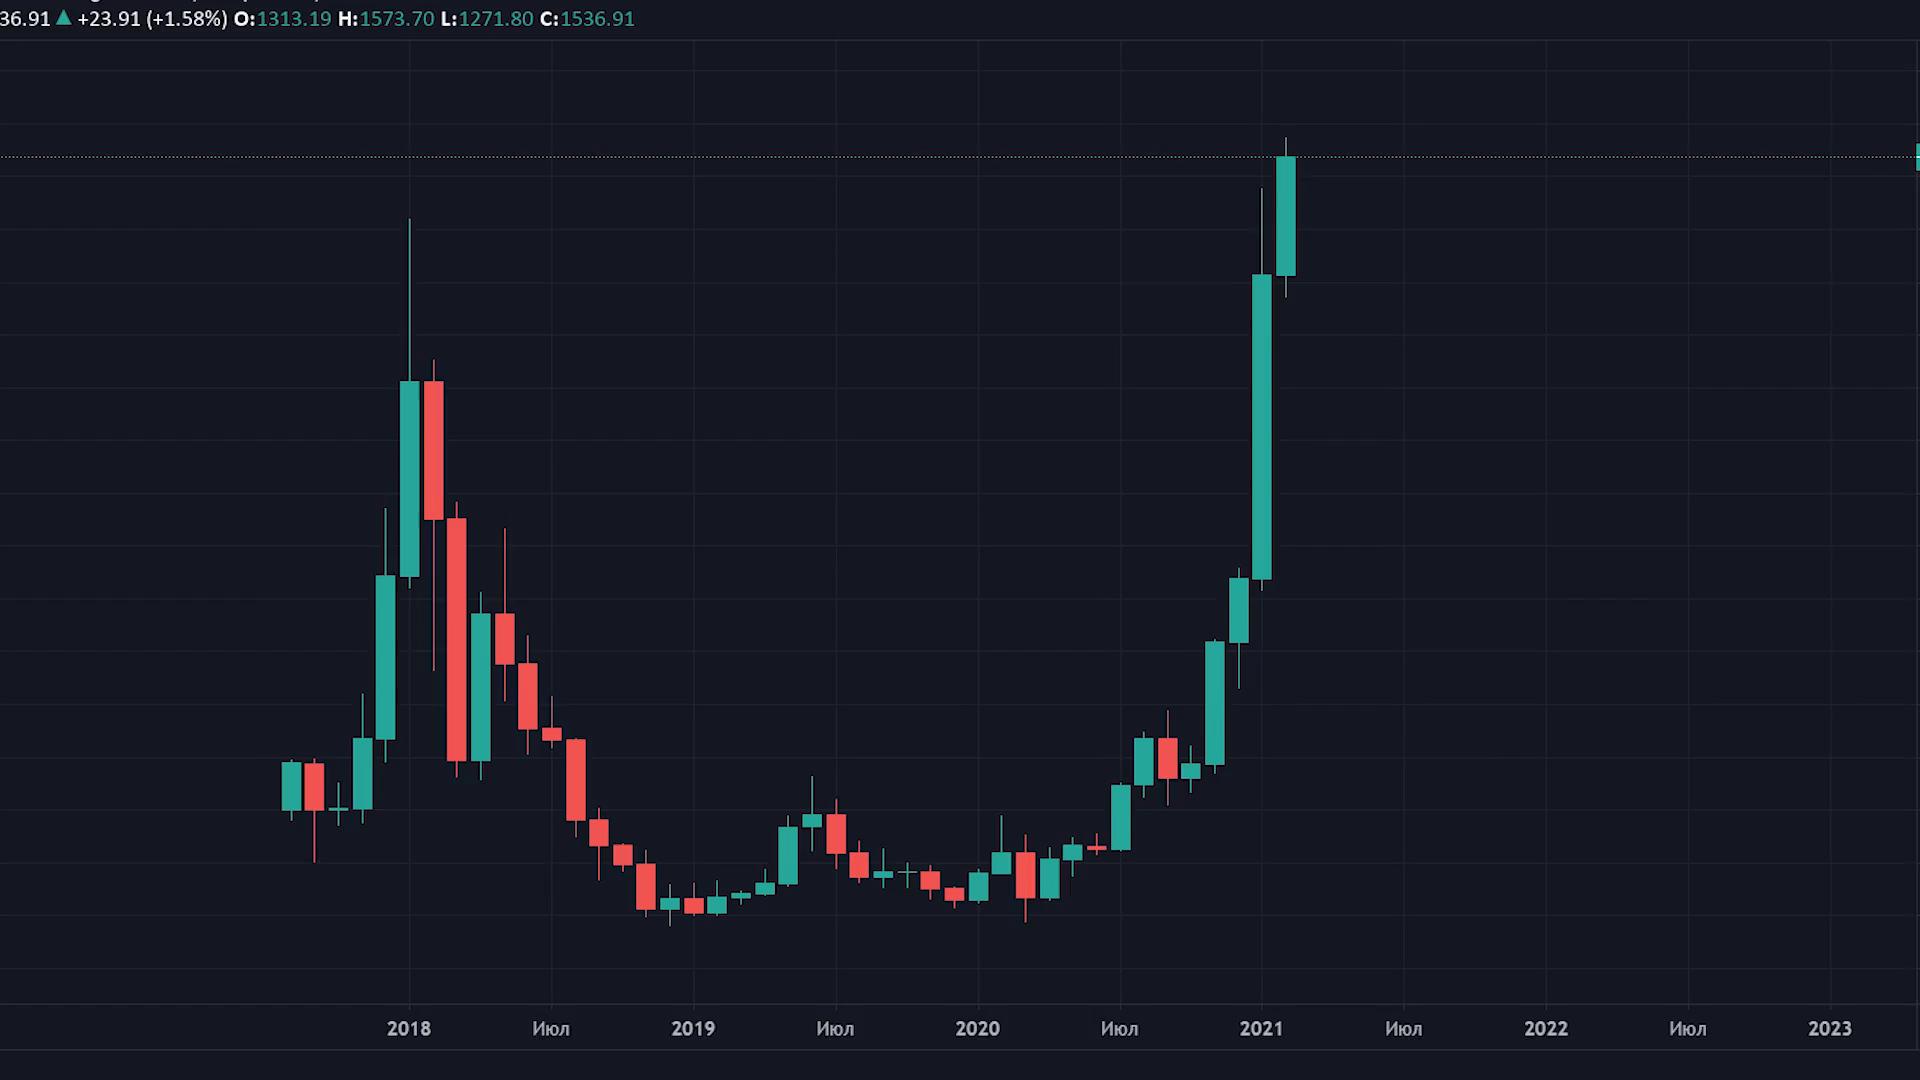 36.91 ▲ +23.91 (+1.58%) O:1313.19 H:1573.70 L:1271.80 C:1536.91
2018 Июл 2019 Июл 2020 Июл 2021 Июл 2022 Июл 2023